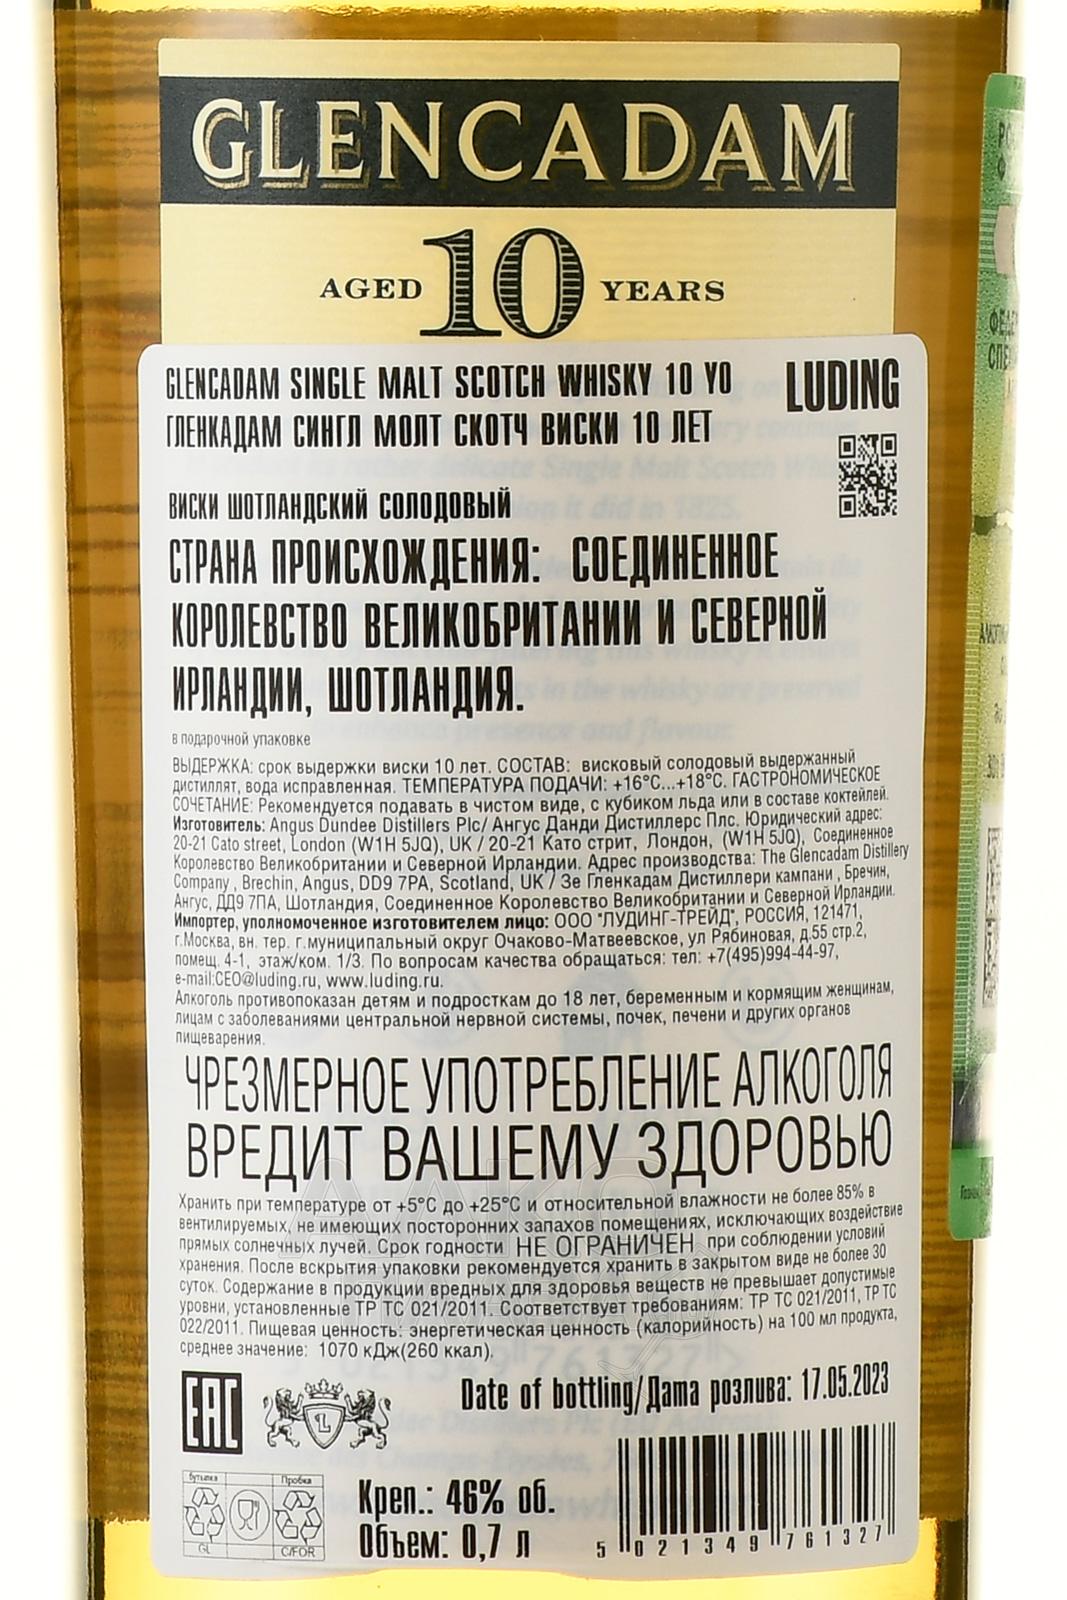 GLENCADAM
AGED 10 YEARS
GLENCADAM SINGLE MALT SCOTCH WHISKY 10 YO
LUDING
ГЛЕНКАДАМ СИНГЛ МОЛТ СКОТЧ ВИСКИ 10 ЛЕТ
ВИСКИ ШОТЛАНДСКИЙ СОЛОДОВЫЙ
СТРАНА ПРОИСХОЖДЕНИЯ: СОЕДИНЕННОЕ
КОРОЛЕВСТВО ВЕЛИКОБРИТАНИИ И СЕВЕРНОЙ
ИРЛАНДИИ, ШОТЛАНДИЯ.
в подарочной упаковке
ВЫДЕРЖКА: срок выдержки виски 10 лет. СОСТАВ: висковый солодовый выдержанный
дистиллят, вода исправленная. ТЕМПЕРАТУРА ПОДАЧИ: +16°С...+18°С. ГАСТРОНОМИЧЕСКОЕ
СОЧЕТАНИЕ: Рекомендуется подавать в чистом виде, с кубиком льда или в составе коктейлей.
Изготовитель: Angus Dundee Distillers Plc/ Ангус Данди Дистиллерс Плс. Юридический адрес:
20-21 Cato street, London (W1H 5JQ), UK / 20-21 Като стрит, Лондон, (W1H 5JQ), Соединенное
Королевство Великобритании и Северной Ирландии. Адрес производства: The Glencadam Distillery
Company , Brechin, Angus, DD9 7PA, Scotland, UK / Зе Гленкадам Дистиллери кампани , Бречин,
Ангус, ДД9 7ПА, Шотландия, Соединенное Королевство Великобритании и Северной Ирландии.
Импортер, уполномоченное изготовителем лицо: ООО "ЛУДИНГ-ТРЕЙД", РОССИЯ, 121471,
г.Москва, вн. тер. г.муниципальный округ Очаково-Матвеевское, ул Рябиновая, д.55 стр.2,
помещ. 4-1, этаж/ком. 1/3. По вопросам качества обращаться: тел: +7(495)994-44-97,
e-mail:CEO@luding.ru, www.luding.ru.
Алкоголь противопоказан детям и подросткам до 18 лет, беременным и кормящим женщинам,
лицам с заболеваниями центральной нервной системы, почек, печени и других органов
пищеварения.
ЧРЕЗМЕРНОЕ УПОТРЕБЛЕНИЕ АЛКОГОЛЯ
ВРЕДИТ ВАШЕМУ ЗДОРОВЬЮ
Хранить при температуре от +5°С до +25°С и относительной влажности не более 85% в
вентилируемых, не имеющих посторонних запахов помещениях, исключающих воздействие
прямых солнечных лучей. Срок годности НЕ ОГРАНИЧЕН при соблюдении условий
хранения. После вскрытия упаковки рекомендуется хранить в закрытом виде не более 30
суток. Содержание в продукции вредных для здоровья веществ не превышает допустимые
уровни, установленные ТР ТС 021/2011. Соответствует требованиям: ТР ТС 021/2011, ТР ТС
022/2011. Пищевая ценность: энергетическая ценность (калорийность) на 100 мл продукта,
среднее значение: 1070 кДж(260 ккал).
EAC
L
Date of bottling/Дата розлива: 17.05.2023
бутылка
Пробка
GL
C/FOR
Креп.: 46% об.
Объем: 0,7 л
5 021349 761327